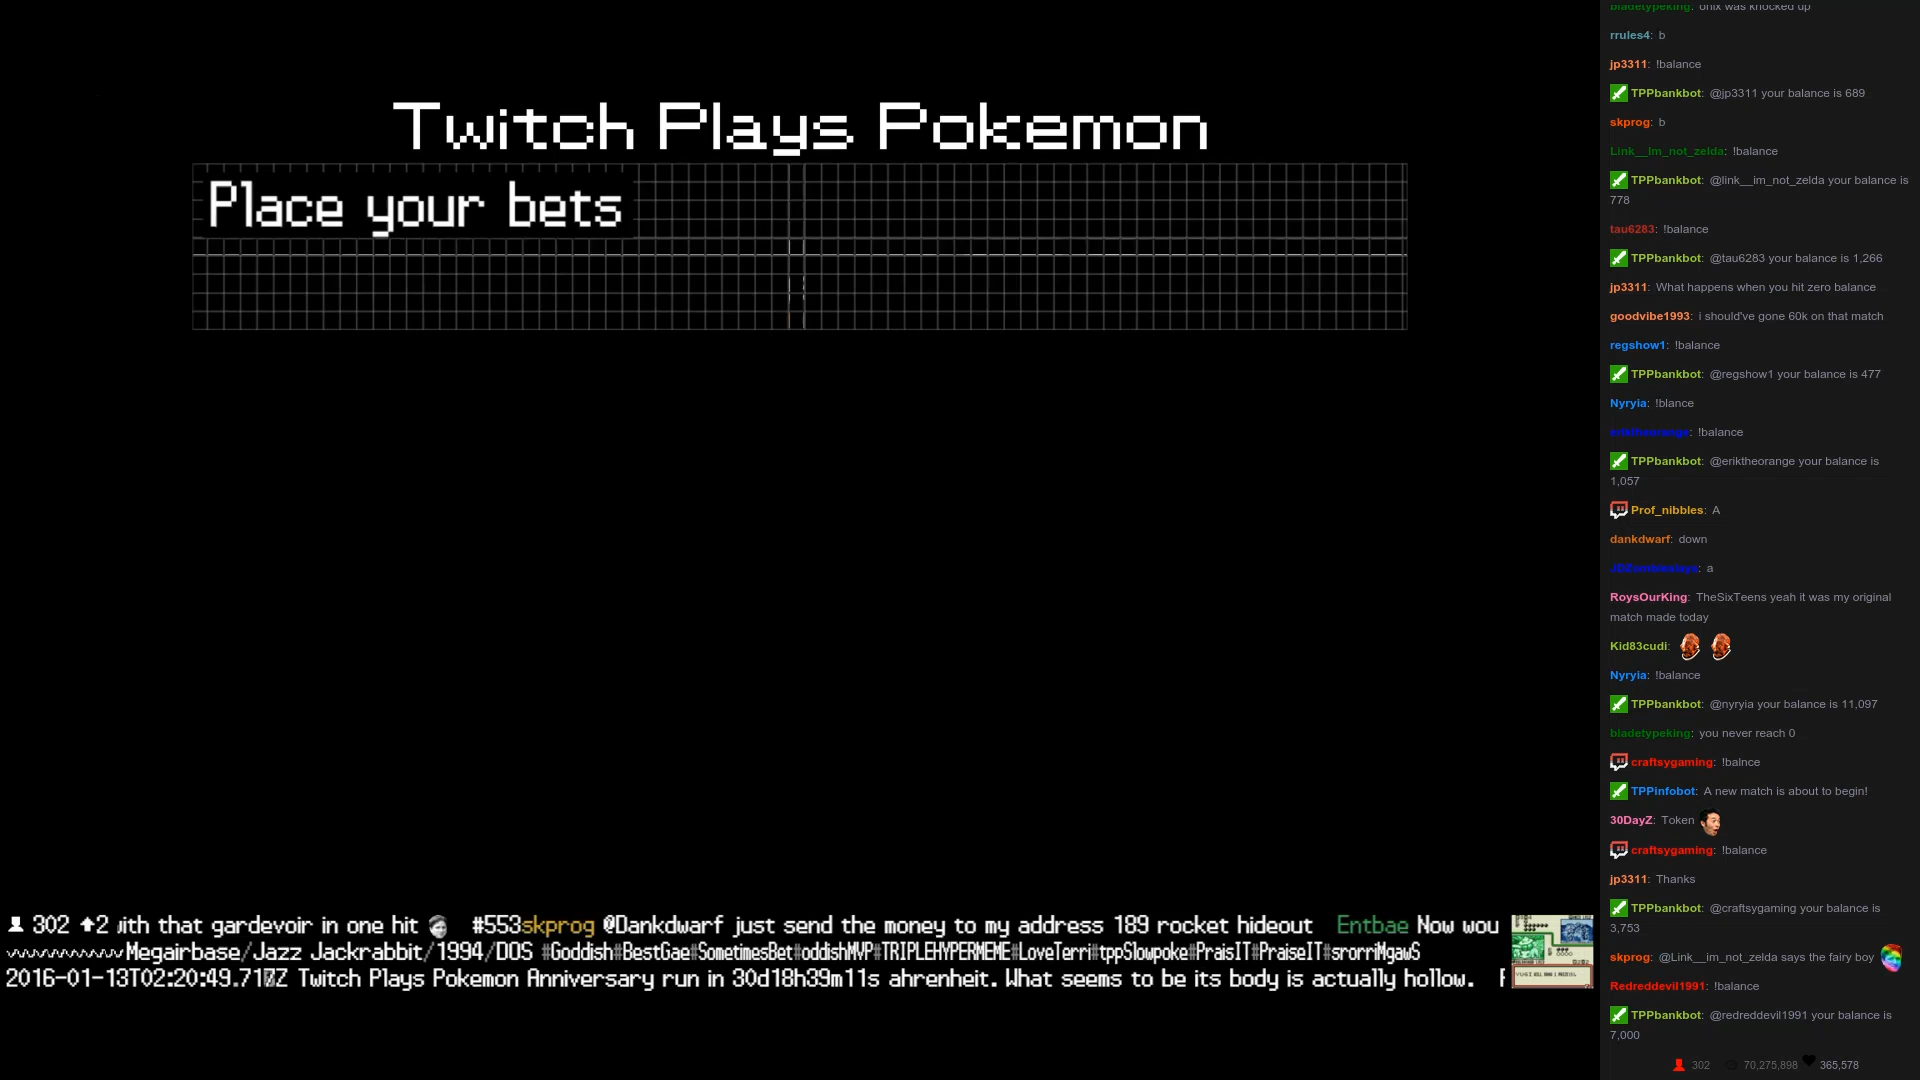 Twitch Plays Pokemon
Place your bets
302 2 ith that gardevoir in one hit #553 skprog @Dankdwarf just send the money to my address 189 rocket hideout Entbae Now wou
Megairbase/Jazz Jackrabbit/1994/DOS #Goddish#BestGae#SometimesBet#oddishMVP#TRIPLEHYPERMEME#LoveTerri#tppSlowpoke#PraisIT#PraiseIT#srorriMgawS
2016-01-13T02:20:49.71 Z Twitch Plays Pokemon Anniversary run in 30d18h39m11s ahrenheit. What seems to be its body is actually hollow.
bladetypeking: onix was knocked up
rrules4: b
jp3311: !balance
TPPbankbot: @jp3311 your balance is 689
skprog: b
Link__Im_not_zelda: !balance
TPPbankbot: @link__im_not_zelda your balance is
778
tau6283: !balance
TPPbankbot: @tau6283 your balance is 1,266
jp3311: What happens when you hit zero balance
goodvibe1993: i should've gone 60k on that match
regshow1: !balance
TPPbankbot: @regshow1 your balance is 477
Nyryia: !blance
eriktheorange: !balance
TPPbankbot: @eriktheorange your balance is
1,057
Prof_nibbles: A
dankdwarf: down
: a
RoysOurKing: TheSixTeens yeah it was my original
match made today
Kid83cudi:
Nyryia: !balance
TPPbankbot: @nyryia your balance is 11,097
bladetypeking: you never reach 0
craftsygaming: !balnce
TPPinfobot: A new match is about to begin!
30DayZ: Token
craftsygaming: !balance
jp3311: Thanks
TPPbankbot: @craftsygaming your balance is
3,753
skprog: @Link__im_not_zelda says the fairy boy
Redreddevil1991: !balance
TPPbankbot: @redreddevil1991 your balance is
7,000
302 70,275,898 365,578